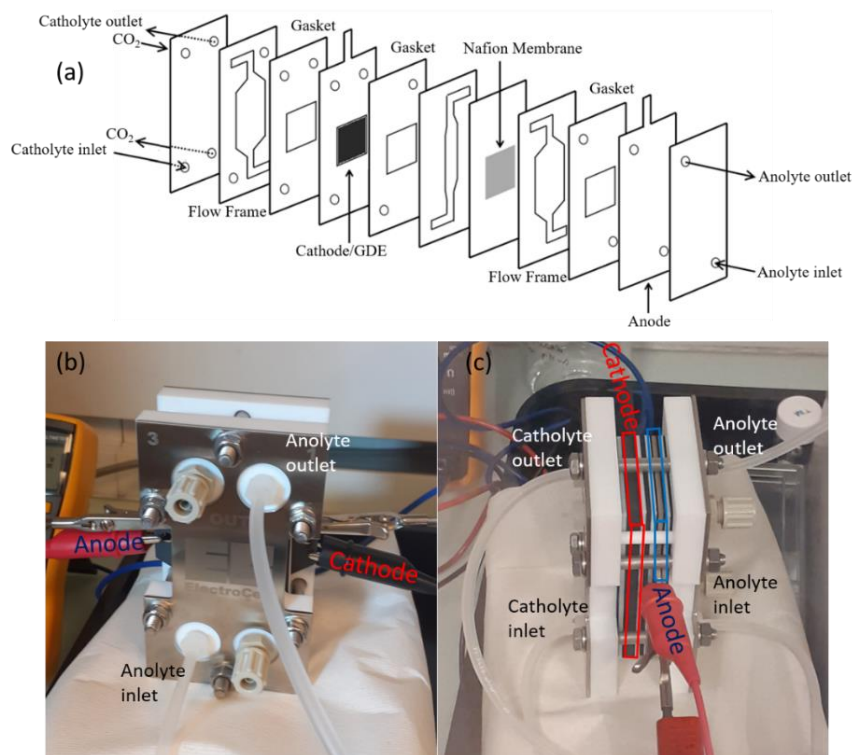 Catholyte outlet
CO2
(a)
Gasket
Gasket
Nafion Membrane
Gasket
CO2
Catholyte inlet
Flow Frame
Cathode/GDE
Flow Frame
Anode
Anolyte outlet
Anolyte inlet
(b)
3
Anolyte
outlet
OUT
Anode
Cathode
ElectroCell
Anolyte
inlet
(c)
Cathode
Catholyte
outlet
Anolyte
outlet
Catholyte
inlet
Anolyte
inlet
Anode